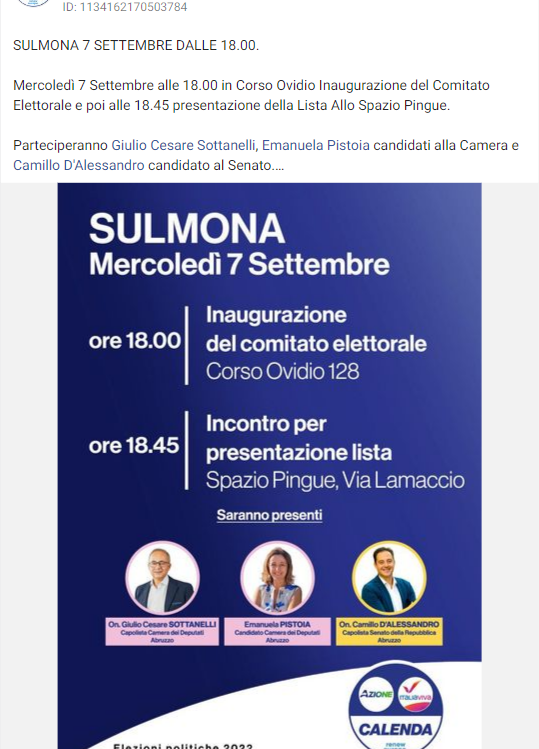 ID: 1134162170503784
SULMONA 7 SETTEMBRE DALLE 18.00.
Mercoledì 7 Settembre alle 18.00 in Corso Ovidio Inaugurazione del Comitato
Elettorale e poi alle 18.45 presentazione della Lista Allo Spazio Pingue.
Parteciperanno Giulio Cesare Sottanelli, Emanuela Pistoia candidati alla Camera e
Camillo D'Alessandro candidato al Senato....
SULMONA
Mercoledì 7 Settembre
ore 18.00
Inaugurazione
del comitato elettorale
Corso Ovidio 128
ore 18.45
Incontro per
presentazione lista
Spazio Pingue, Via Lamaccio
Saranno presenti
On. Giulio Cesare SOTTANELLI
Capolista Camera dei Deputati
Abruzzo
Emanuela PISTOIA
Candidato Camera dei Deputati
Abruzzo
On. Camillo D'ALESSANDRO
Capolista Senato della Repubblica
Abruzzo
AZIONE
ITALIAVIVA
CALENDA
renew
Elezioni politiche 2022